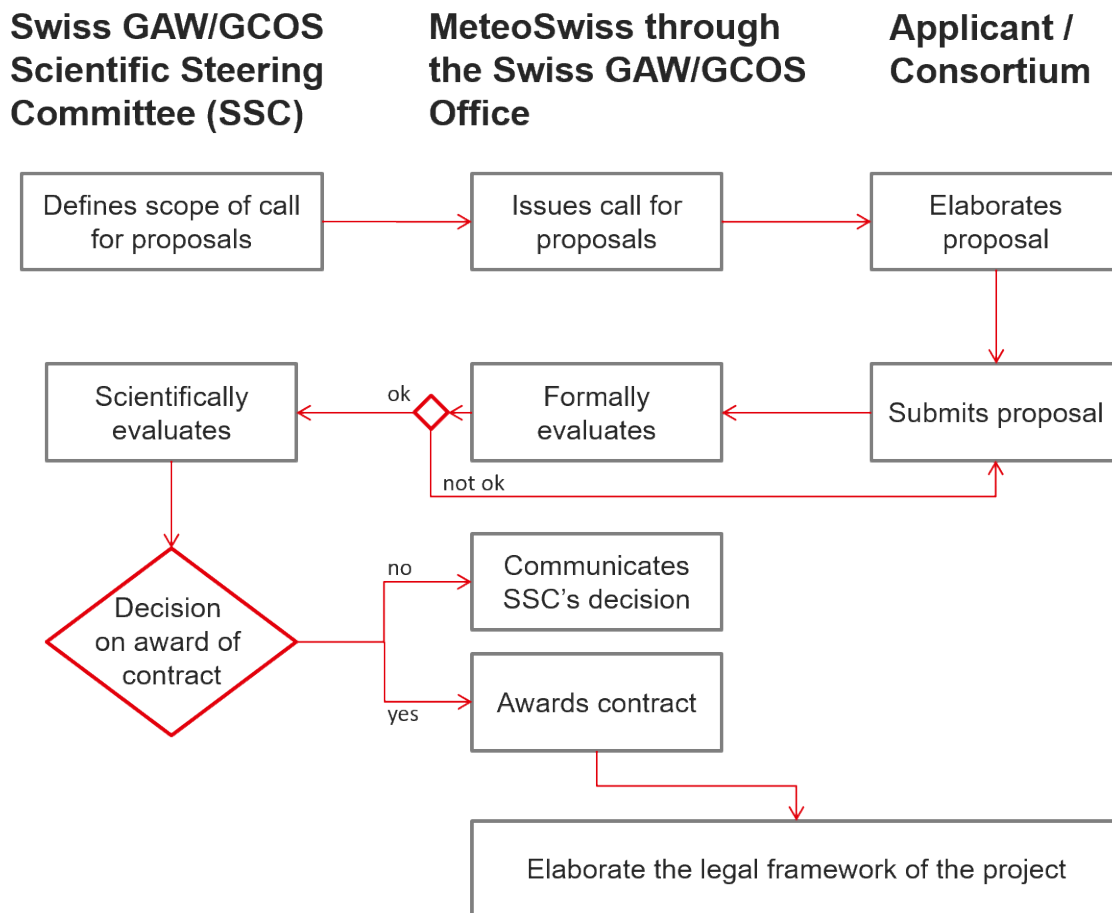 Swiss GAW/GCOS
Scientific Steering
Committee (SSC)
MeteoSwiss through
the Swiss GAW/GCOS
Office
Applicant /
Consortium
Defines scope of call
for proposals
Issues call for
proposals
Elaborates
proposal
Scientifically
evaluates
ok
Formally
evaluates
Submits proposal
not ok
Decision
on award of
contract
no
Communicates
SSC’s decision
yes
Awards contract
Elaborate the legal framework of the project